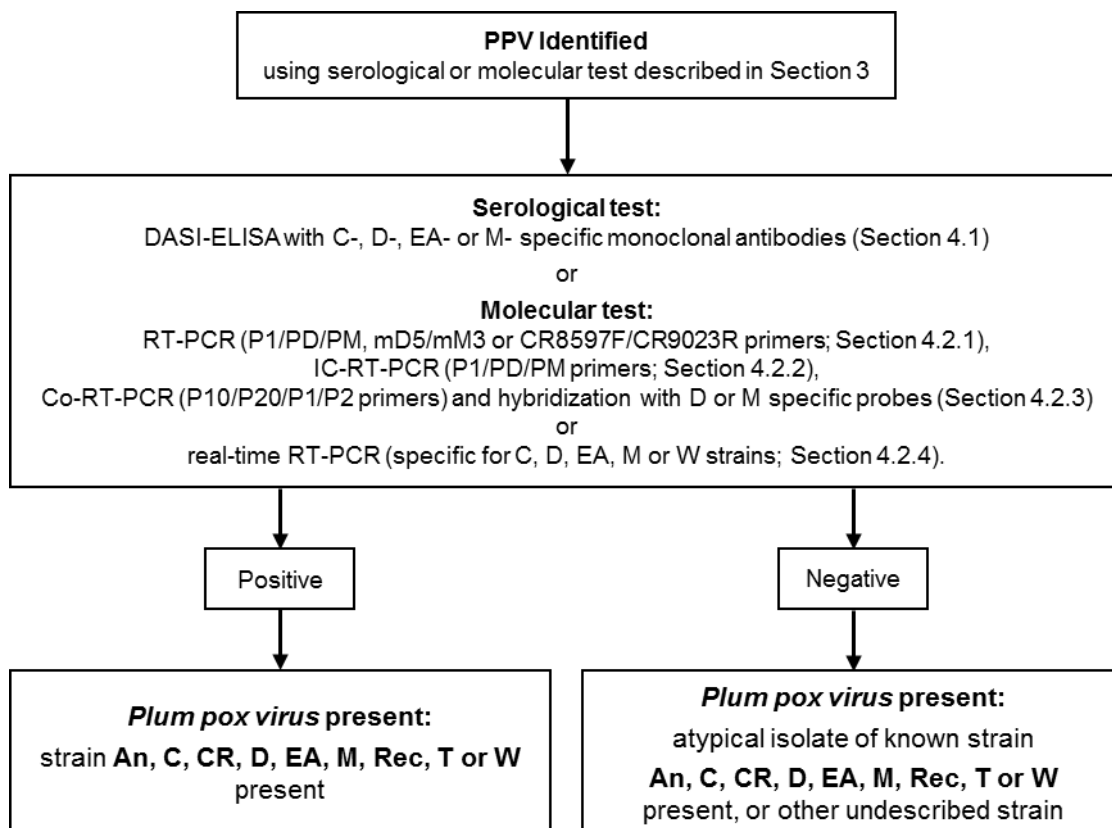 PPV Identified
using serological or molecular test described in Section 3
Serological test:
DASI-ELISA with C-, D-, EA- or M- specific monoclonal antibodies (Section 4.1)
or
Molecular test:
RT-PCR (P1/PD/PM, mD5/mM3 or CR8597F/CR9023R primers; Section 4.2.1),
IC-RT-PCR (P1/PD/PM primers; Section 4.2.2),
Co-RT-PCR (P10/P20/P1/P2 primers) and hybridization with D or M specific probes (Section 4.2.3)
or
real-time RT-PCR (specific for C, D, EA, M or W strains; Section 4.2.4).
Positive
Negative
Plum pox virus present:
strain An, C, CR, D, EA, M, Rec, T or W
present
Plum pox virus present:
atypical isolate of known strain
An, C, CR, D, EA, M, Rec, T or W
present, or other undescribed strain